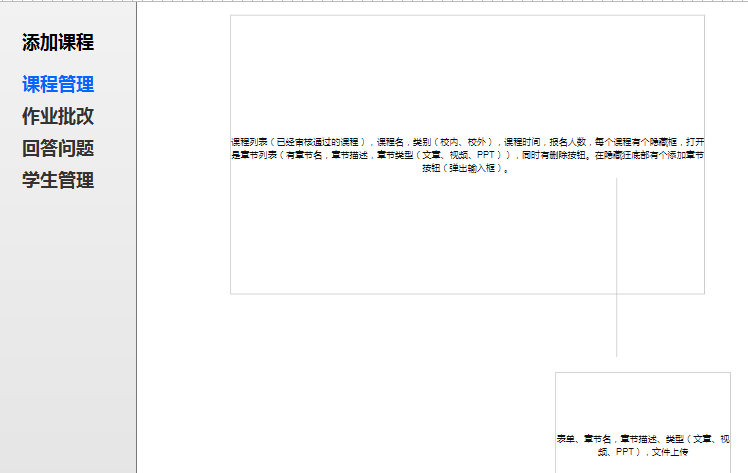 添加课程
课程管理
作业批改
回答问题
学生管理
课程列表（已经审核通过的课程），课程名，类别（校内、校外），课程时间，报名人数，每个课程有个隐藏框，打开
是章节列表（有章节名，章节描述，章节类型（文章、视频、PPT）），同时有删除按钮。在隐藏狂底部有个添加章节
按钮（弹出输入框）。
表单、章节名，章节描述、类型（文章、视
频、PPT），文件上传